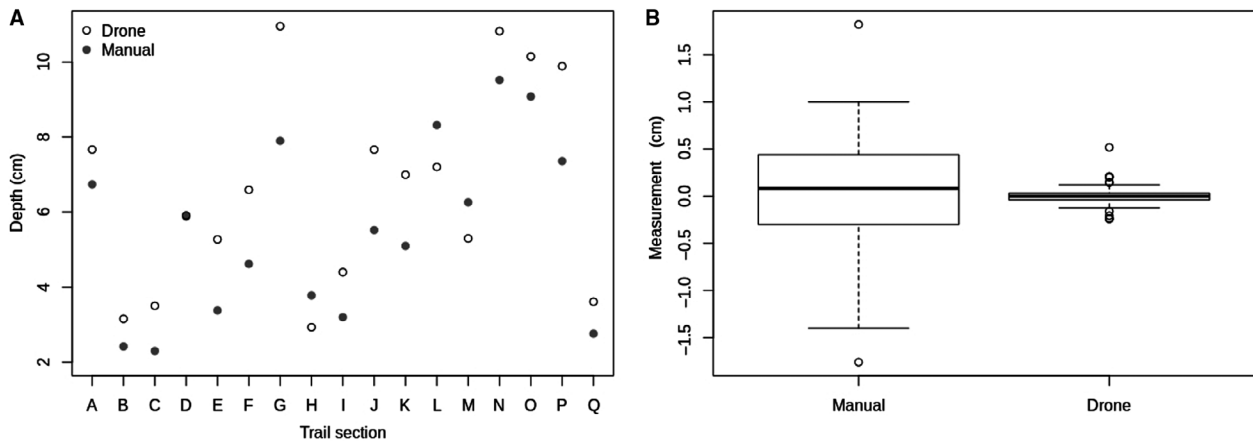 A
Drone
Manual
Depth (cm)
10
8
6
4
2
A B C D E F G H I J K L M N O P Q
Trail section
B
Measurement (cm)
1.5
1.0
0.5
0.0
−0.5
−1.0
−1.5
Manual Drone